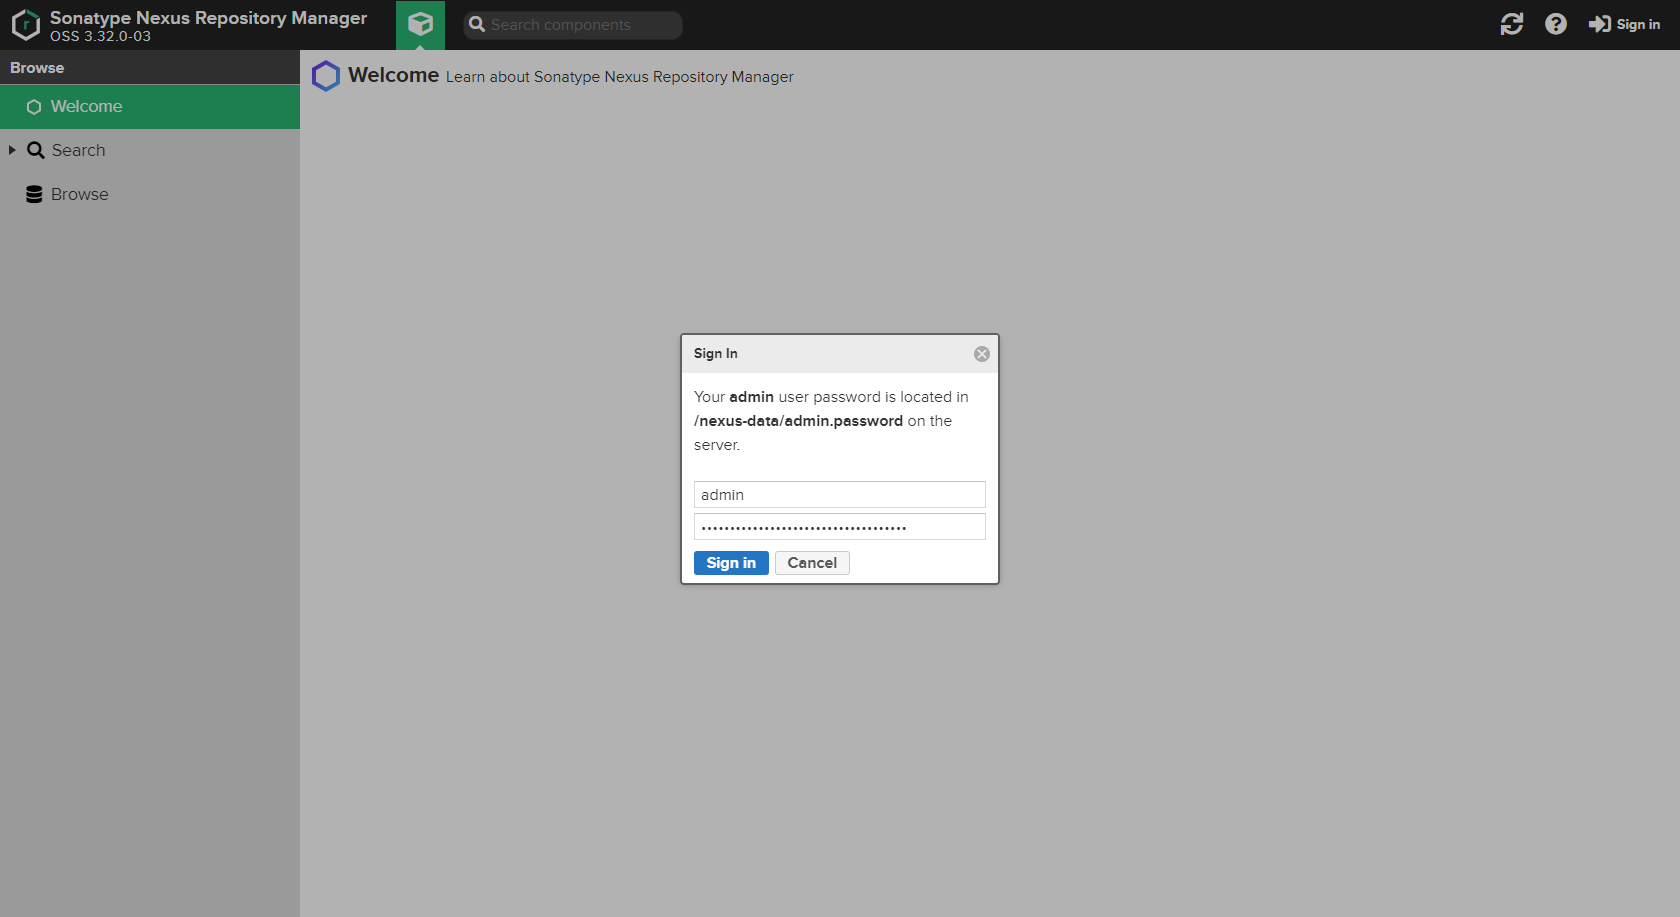 Sonatype Nexus Repository Manager
OSS 3.32.0-03
Search components
Sign in
Browse
Welcome
Search
Browse
Welcome Learn about Sonatype Nexus Repository Manager
Sign In
Your admin user password is located in
/nexus-data/admin.password on the
server.
admin
••••••••••••••••••••••••••••••••••••
Sign in
Cancel